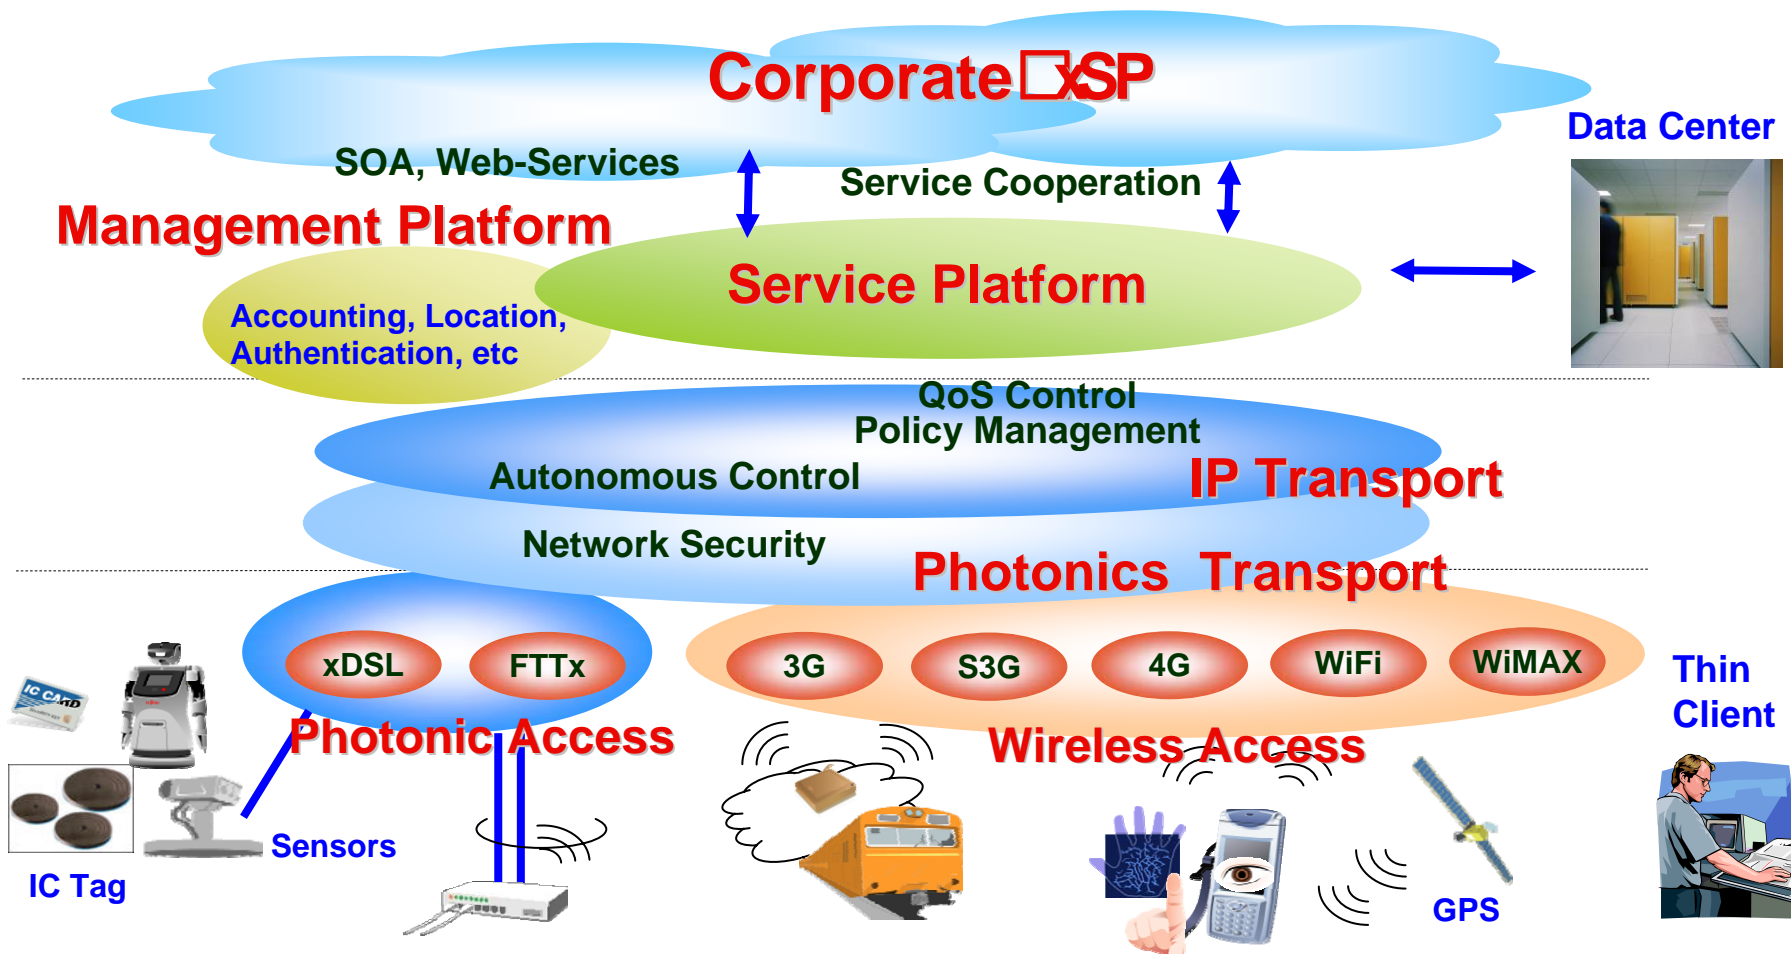 Corporate □xSP
Data Center
SOA, Web-Services
Service Cooperation
Management Platform
Service Platform
Accounting, Location,
Authentication, etc
QoS Control
Policy Management
Autonomous Control
IP Transport
Network Security
Photonics Transport
xDSL
FTTx
3G
S3G
4G
WiFi
WiMAX
Thin
Client
IC CARD
Photonic Access
Wireless Access
Sensors
IC Tag
GPS